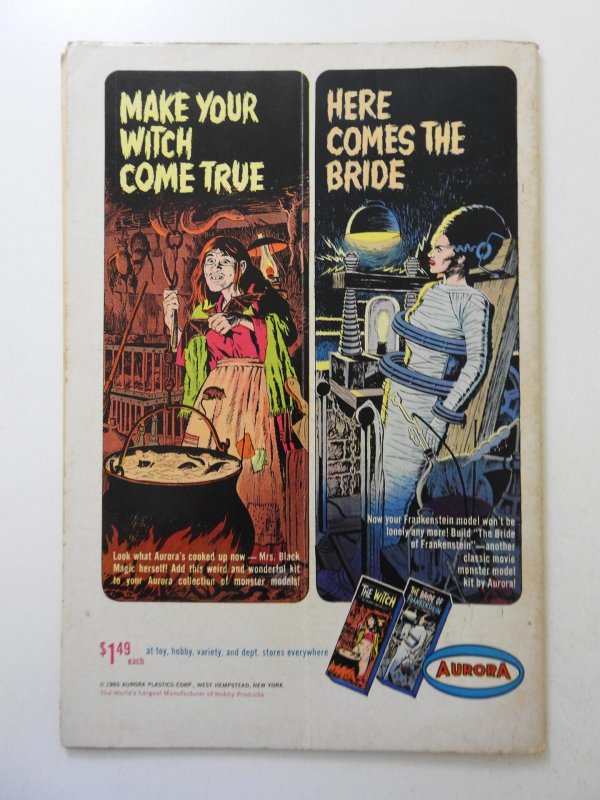 MAKE YOUR
WITCH
COME TRUE
HERE
COMES THE
BRIDE
Look what Aurora's cooked up now — Mrs. Black
Magic herself! Add this weird and wonderful kit
to your Aurora collection of monster models!
Now your Frankenstein model won't be
lonely any more! Build "The Bride
of Frankenstein"—another
classic movie
monster model
kit by Aurora!
THE WITCH
THE BRIDE OF
FRANKENSTEIN
$1.49 each
at toy, hobby, variety, and dept. stores everywhere
AURORA
© 1965 AURORA PLASTICS CORP., WEST HEMPSTEAD, NEW YORK
The World's Largest Manufacturer of Hobby Products